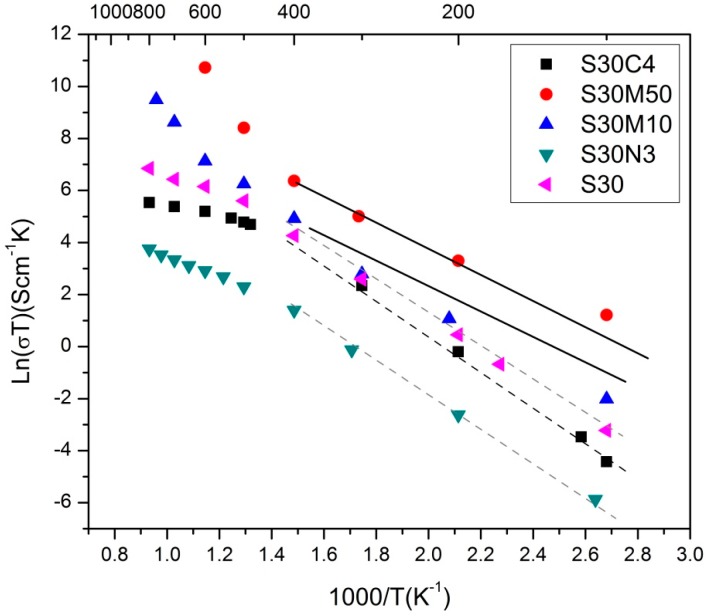 1000 800 600 400 200
12
10
8
6
4
2
0
-2
-4
-6
Ln(σT)(Scm⁻¹K)
S30C4
S30M50
S30M10
S30N3
S30
0.8 1.0 1.2 1.4 1.6 1.8 2.0 2.2 2.4 2.6 2.8 3.0
1000/T(K⁻¹)